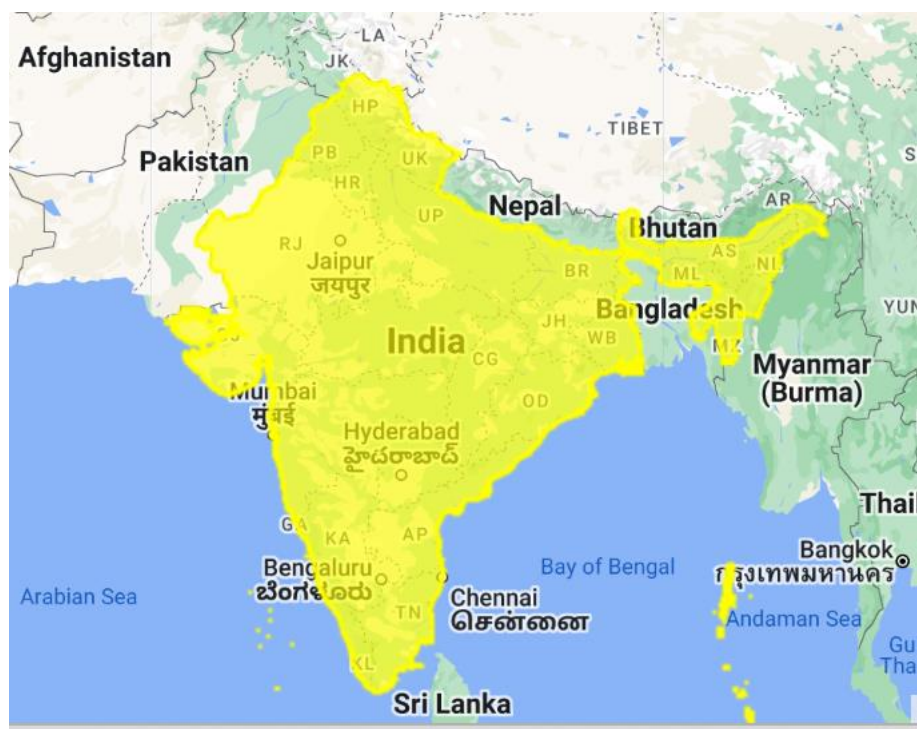 LA
Afghanistan
JK
HP
TIBET
PB
UK
Pakistan
HR
AR
UP
Nepal
Bhutan
RJ
AS
Jaipur
जयपुर
BR
ML
NL
Bangladesh
JH
WB
MZ
India
CG
Myanmar
(Burma)
Mumbai
मुंबई
OD
Hyderabad
హైదరాబాద్
Thai
GA
KA
AP
Bangkok
กรุงเทพมหานคร
Bay of Bengal
Bengaluru
ಬೆಂಗಳೂರು
Arabian Sea
Chennai
சென்னை
TN
Andaman Sea
KL
Gu
Tha
Sri Lanka
YUN
S